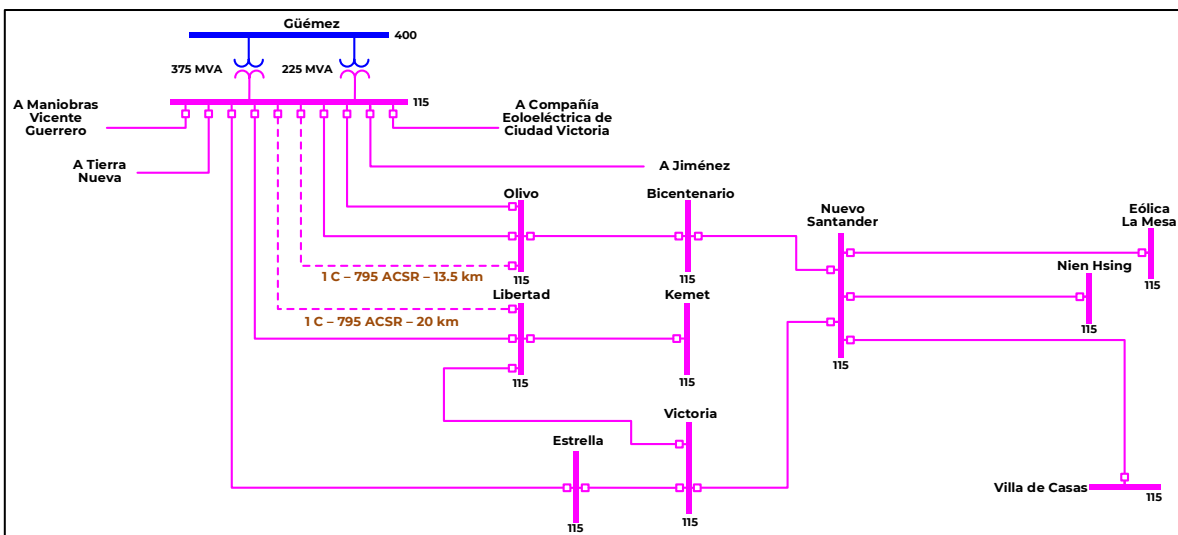 Güémez
400
375 MVA
225 MVA
115
A Maniobras
Vicente
Guerrero
A Compañía
Eoloeléctrica de
Ciudad Victoria
A Tierra
Nueva
A Jiménez
Olivo
Bicentenario
Nuevo
Santander
Eólica
La Mesa
Nien Hsing
1 C – 795 ACSR – 13.5 km
115
115
115
Libertad
Kemet
1 C – 795 ACSR – 20 km
115
115
115
115
Victoria
Estrella
Villa de Casas
115
115
115